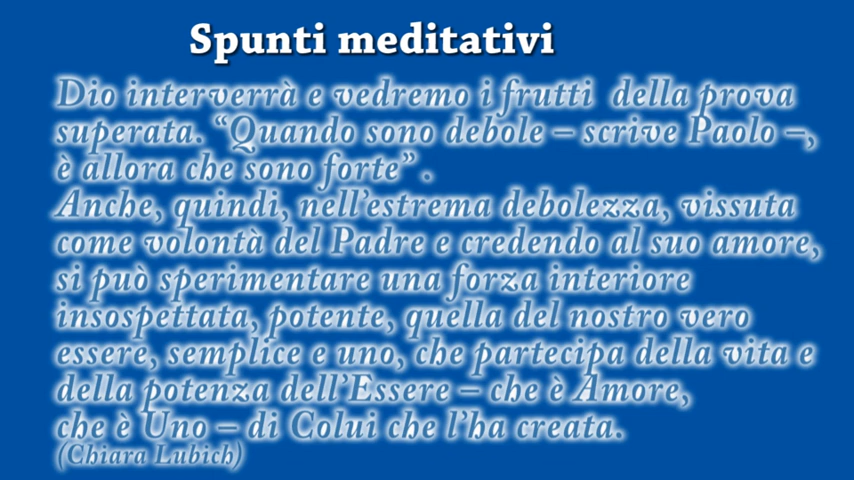 Spunti meditativi
Dio interverrà e vedremo i frutti della prova
superata. “Quando sono debole – scrive Paolo –,
è allora che sono forte” .
Anche, quindi, nell’estrema debolezza, vissuta
come volontà del Padre e credendo al suo amore,
si può sperimentare una forza interiore
insospettata, potente, quella del nostro vero
essere, semplice e uno, che partecipa della vita e
della potenza dell’Essere – che è Amore,
che è Uno – di Colui che l’ha creata.
(Chiara Lubich)